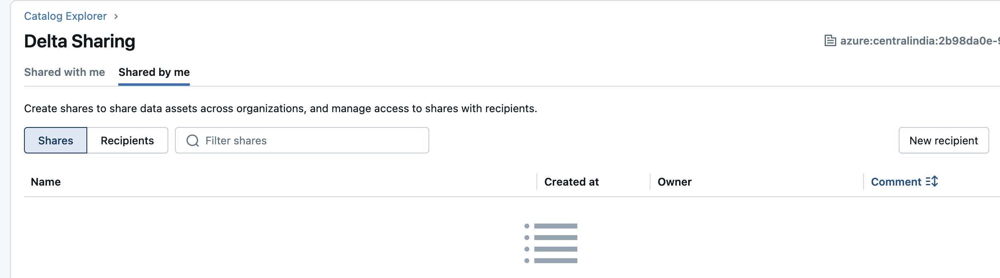 Catalog Explorer >
Delta Sharing
azure:centralindia:2b98da0e-
Shared with me
Shared by me
Create shares to share data assets across organizations, and manage access to shares with recipients.
Shares
Recipients
Filter shares
New recipient
Name
Created at
Owner
Comment